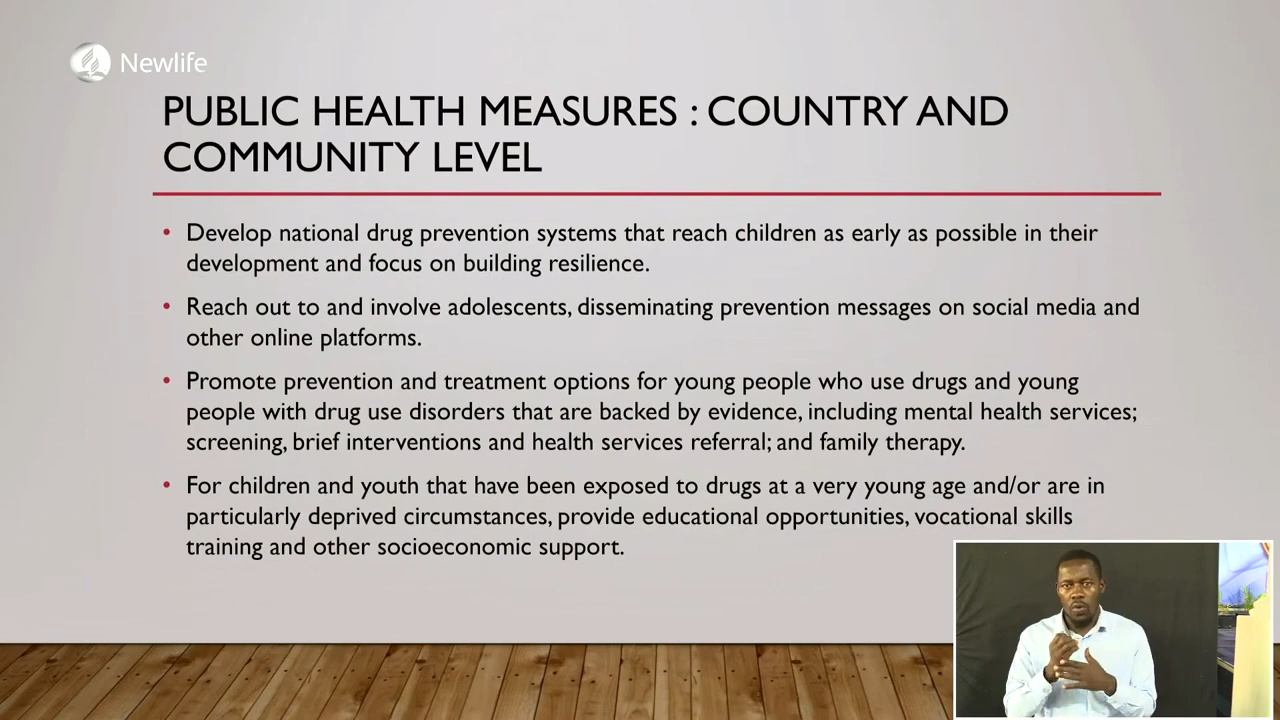 Newlife
PUBLIC HEALTH MEASURES : COUNTRY AND
COMMUNITY LEVEL
• Develop national drug prevention systems that reach children as early as possible in their
development and focus on building resilience.
• Reach out to and involve adolescents, disseminating prevention messages on social media and
other online platforms.
• Promote prevention and treatment options for young people who use drugs and young
people with drug use disorders that are backed by evidence, including mental health services;
screening, brief interventions and health services referral; and family therapy.
• For children and youth that have been exposed to drugs at a very young age and/or are in
particularly deprived circumstances, provide educational opportunities, vocational skills
training and other socioeconomic support.